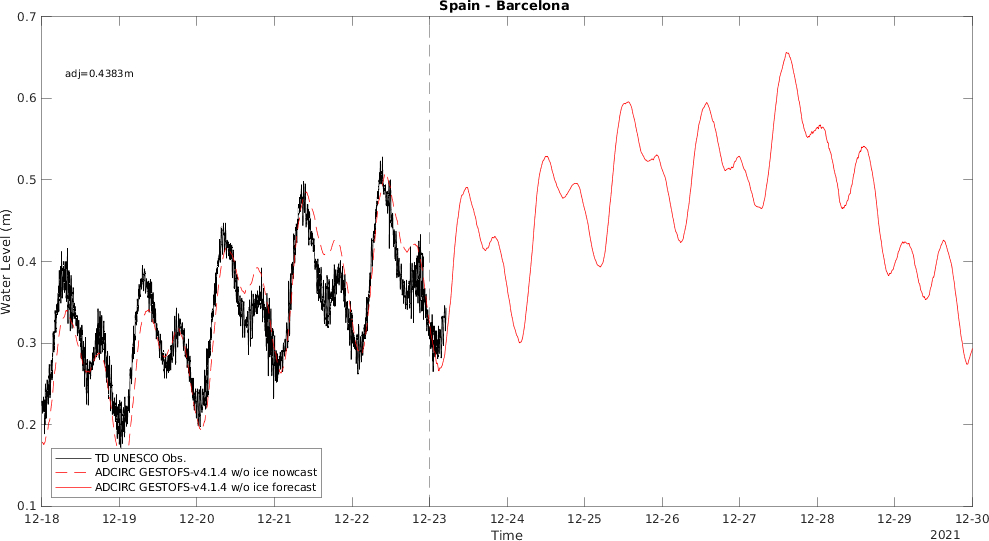 Spain - Barcelona
0.7
adj=0.4383m
0.6
0.5
0.4
0.3
0.2
0.1
Water Level (m)
TD UNESCO Obs.
ADCIRC GESTOFS-v4.1.4 w/o ice nowcast
ADCIRC GESTOFS-v4.1.4 w/o ice forecast
12-18 12-19 12-20 12-21 12-22 12-23 12-24 12-25 12-26 12-27 12-28 12-29 12-30
Time
2021